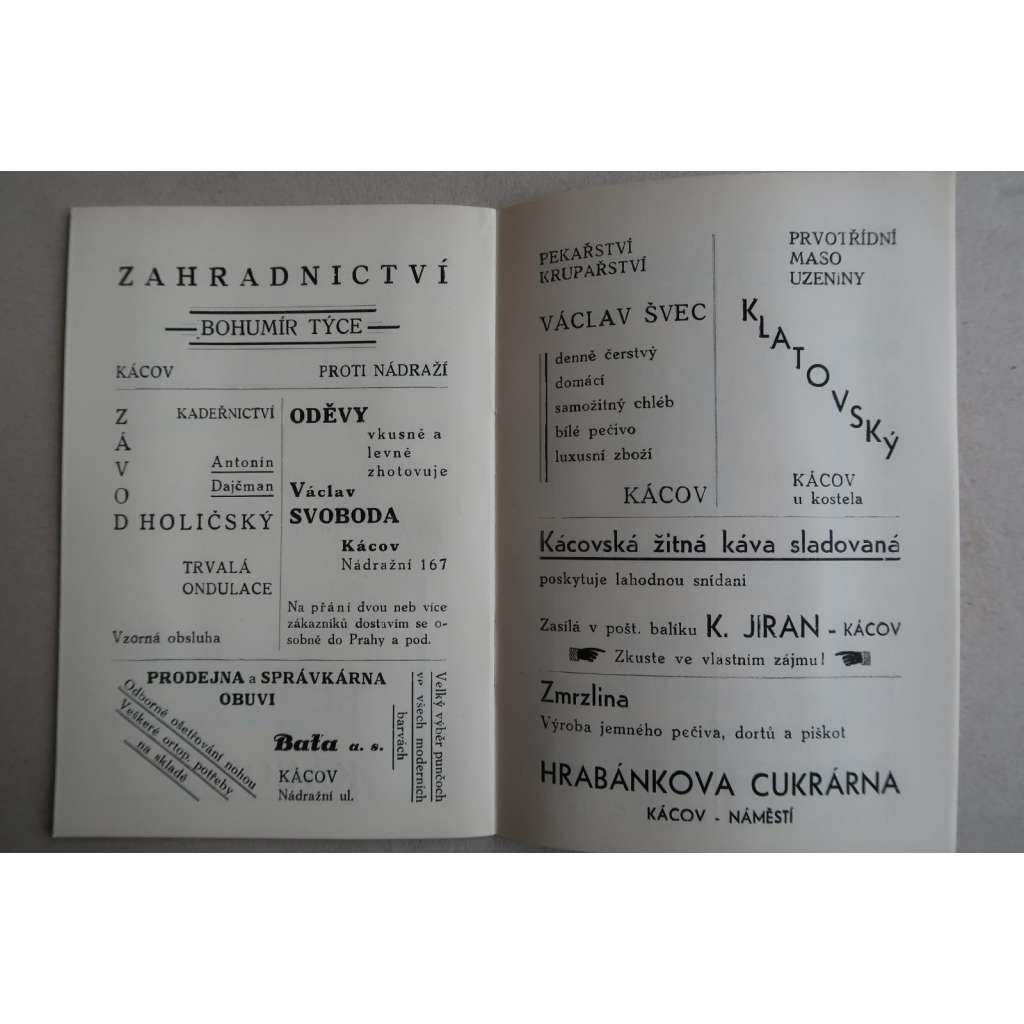 ZAHRADNICTVÍ
BOHUMÍR TÝCE
KÁCOV PROTI NÁDRAŽÍ
ZÁVOD
KADEŘNICTVÍ
Antonín
Dajčman
HOLIČSKÝ
TRVALÁ
ONDULACE
Vzorná obsluha
ODĚVY
vkusně a
levně
zhotovuje
Václav
SVOBODA
Kácov
Nádražní 167
Na přání dvou neb více
zákazníků dostavím se o-
sobně do Prahy a pod.
PRODEJNA a SPRÁVKÁRNA
OBUVI
Odborné ošetřování nohou
Veškeré ortop. potřeby
na skladě
Baťa a. s.
KÁCOV
Nádražní ul.
Velký výběr punčoch
ve všech moderních
barvách
PEKAŘSTVÍ
KRUPAŘSTVÍ
VÁCLAV ŠVEC
denně čerstvý
domácí
samožitný chléb
bílé pečivo
luxusní zboží
KÁCOV
PRVOTŘÍDNÍ
MASO
UZENINY
KLATOVSKÝ
KÁCOV
u kostela
Kácovská žitná káva sladovaná
poskytuje lahodnou snídani
Zasílá v pošt. balíku K. JÍRAN - KÁCOV
Zkuste ve vlastním zájmu!
Zmrzlina
Výroba jemného pečiva, dortů a piškot
HRABÁNKOVA CUKRÁRNA
KÁCOV - NÁMĚSTÍ